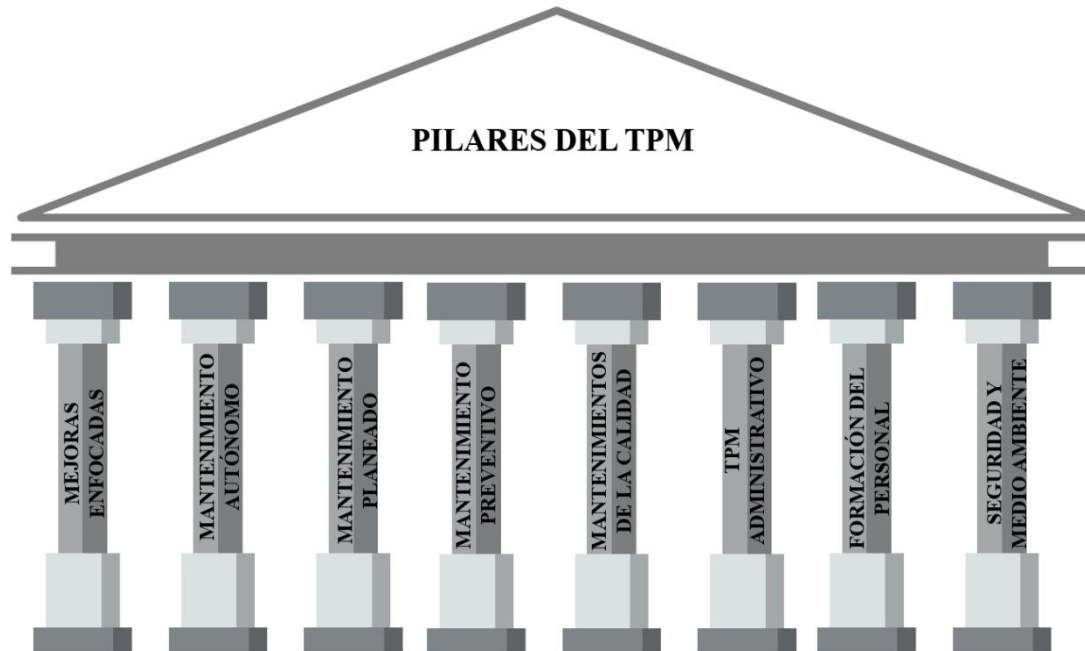 PILARES DEL TPM
MEJORAS
ENFOCADAS
MANTENIMIENTO
AUTÓNOMO
MANTENIMIENTO
PLANEADO
MANTENIMIENTO
PREVENTIVO
MANTENIMIENTOS
DE LA CALIDAD
TPM
ADMINISTRATIVO
FORMACIÓN DEL
PERSONAL
SEGURIDAD Y
MEDIO AMBIENTE